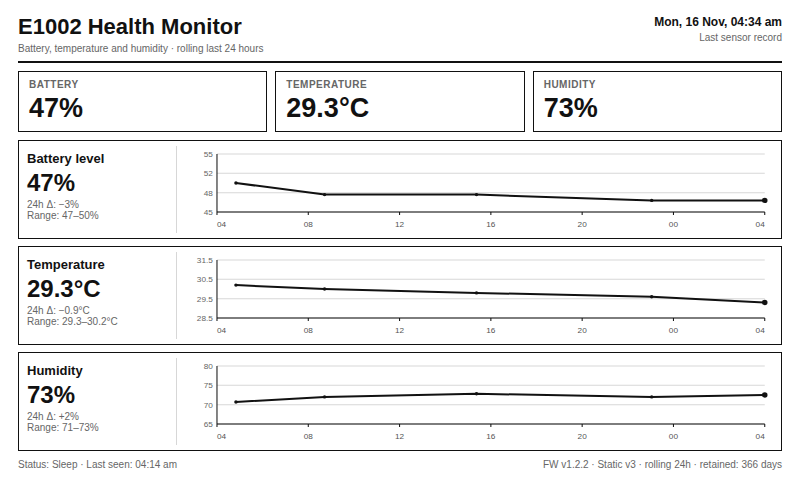 E1002 Health Monitor
Mon, 16 Nov, 04:34 am
Battery, temperature and humidity · rolling last 24 hours
Last sensor record
BATTERY
47%
TEMPERATURE
29.3°C
HUMIDITY
73%
Battery level
47%
24h Δ: −3%
Range: 47–50%
55
52
48
45
04 08 12 16 20 00 04
Temperature
29.3°C
24h Δ: −0.9°C
Range: 29.3–30.2°C
31.5
30.5
29.5
28.5
04 08 12 16 20 00 04
Humidity
73%
24h Δ: +2%
Range: 71–73%
80
75
70
65
04 08 12 16 20 00 04
Status: Sleep · Last seen: 04:14 am
FW v1.2.2 · Static v3 · rolling 24h · retained: 366 days